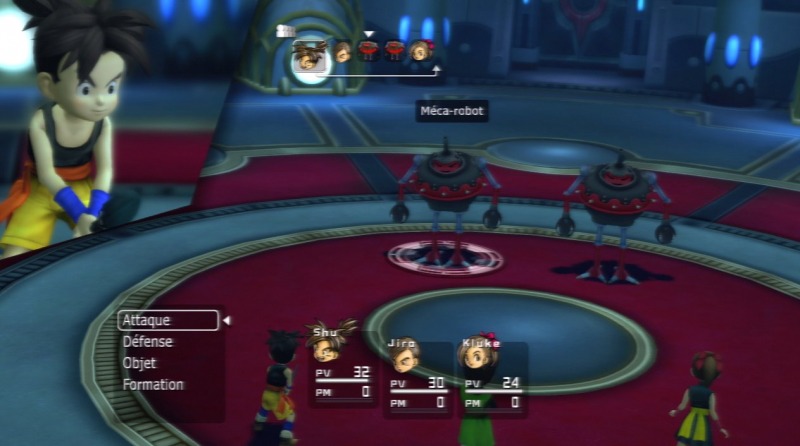 Méca-robot
Attaque
Défense
Objet
Formation
Shu
PV 32
PM 0
Jiro
PV 30
PM 0
Kluke
PV 24
PM 0